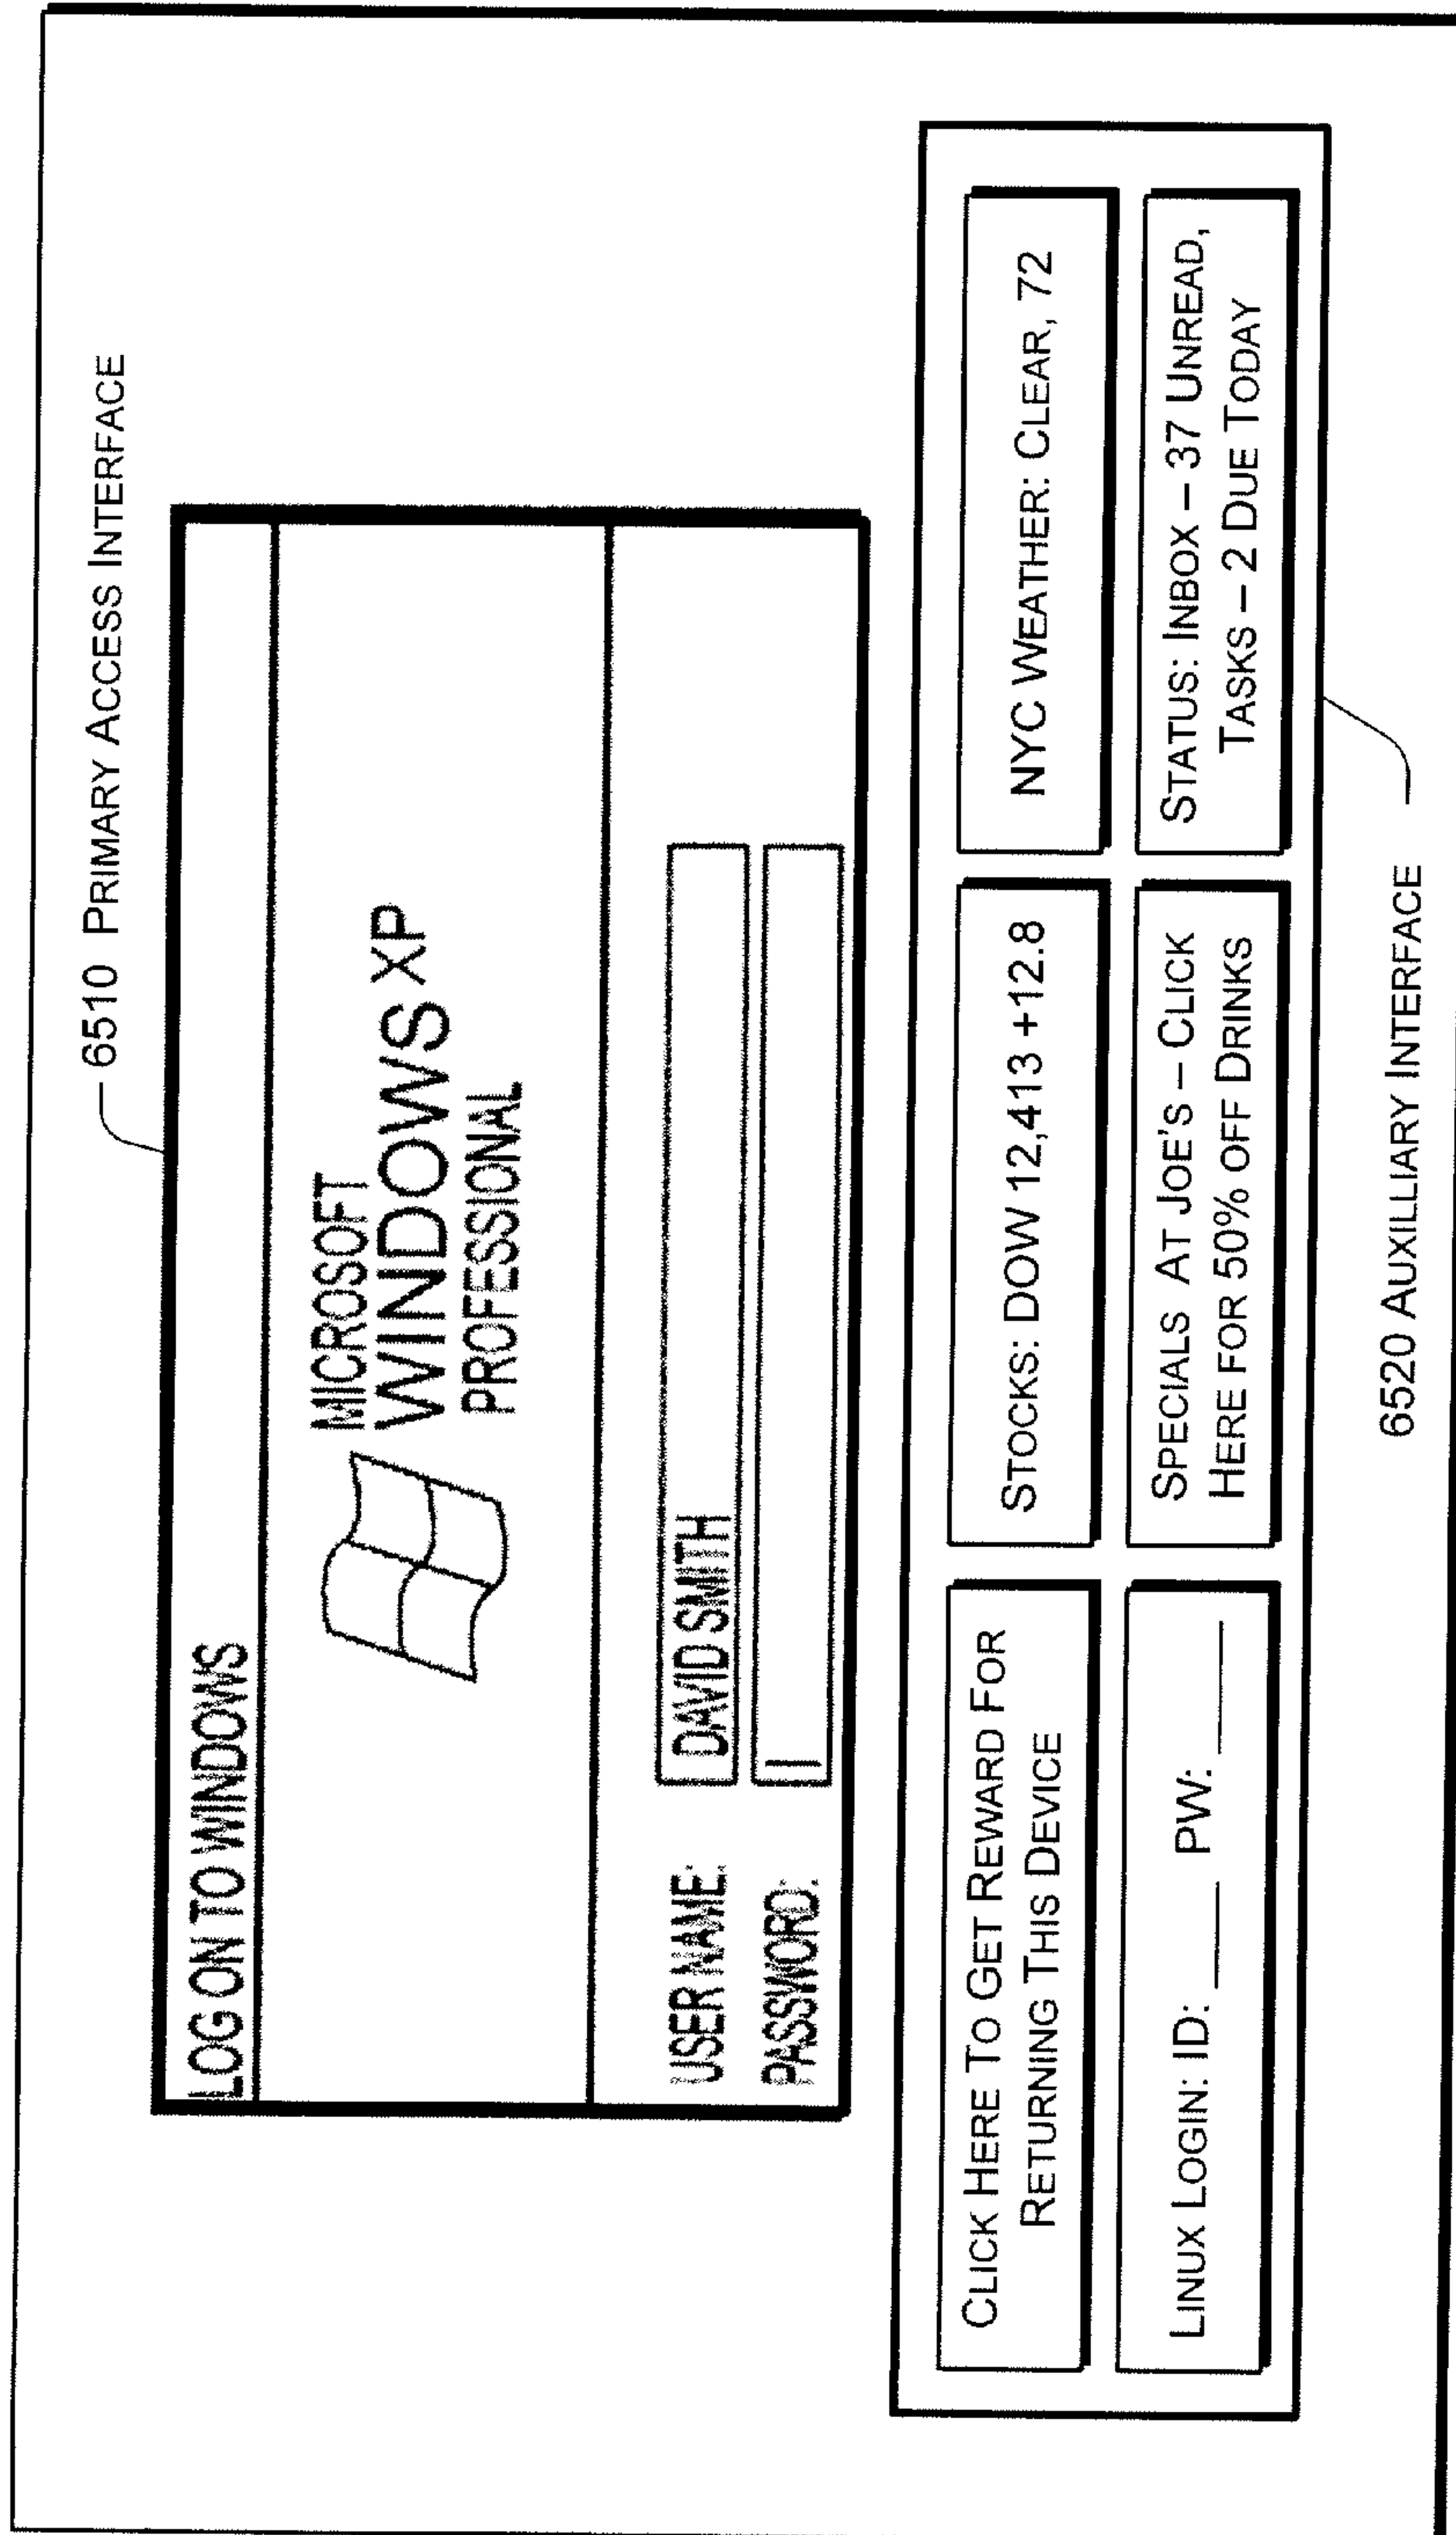 6510 PRIMARY ACCESS INTERFACE
LOG ON TO WINDOWS
MICROSOFT
WINDOWS XP
PROFESSIONAL
USER NAME: DAVID SMITH
PASSWORD:
CLICK HERE TO GET REWARD FOR
RETURNING THIS DEVICE
STOCKS: DOW 12,413 +12.8
NYC WEATHER: CLEAR, 72
LINUX LOGIN: ID: ___ PW: ____
SPECIALS AT JOE'S – CLICK
HERE FOR 50% OFF DRINKS
STATUS: INBOX – 37 UNREAD,
TASKS – 2 DUE TODAY
6520 AUXILLIARY INTERFACE